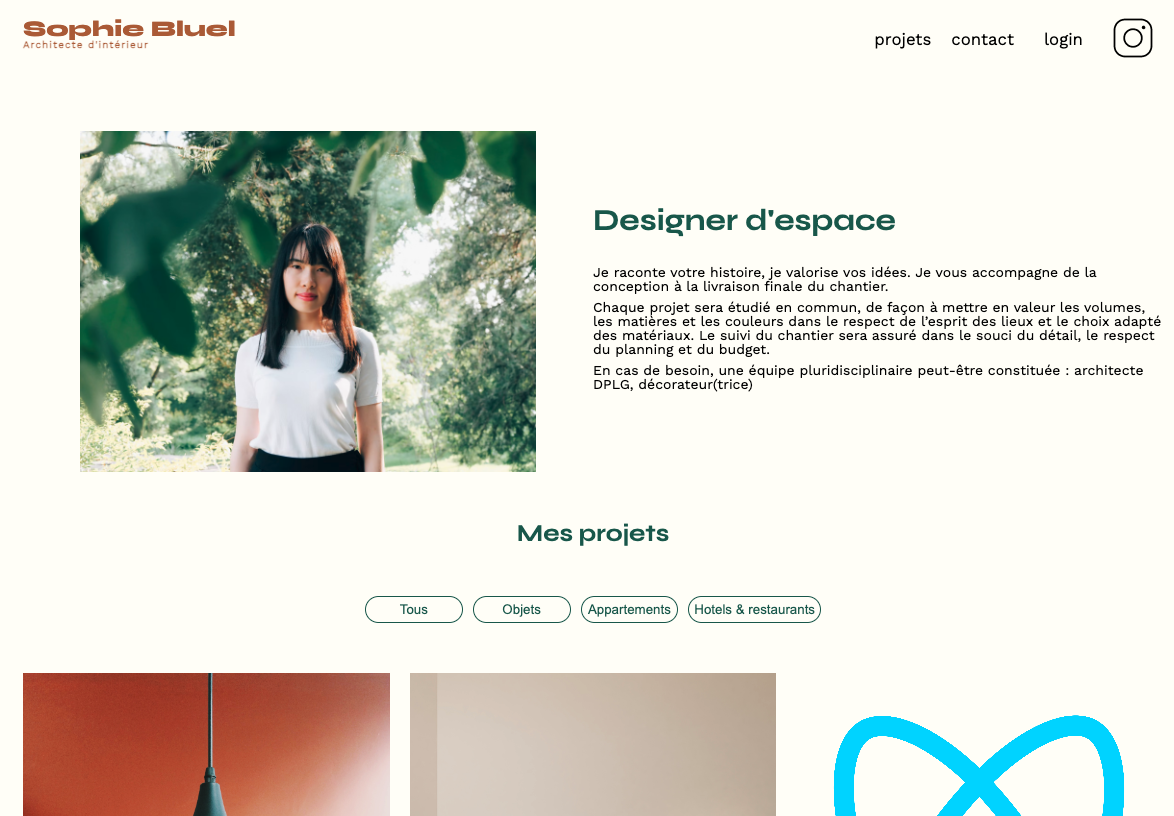 Sophie Bluel
Architecte d'intérieur
projets
contact
login
Designer d'espace
Je raconte votre histoire, je valorise vos idées. Je vous accompagne de la
conception à la livraison finale du chantier.
Chaque projet sera étudié en commun, de façon à mettre en valeur les volumes,
les matières et les couleurs dans le respect de l’esprit des lieux et le choix adapté
des matériaux. Le suivi du chantier sera assuré dans le souci du détail, le respect
du planning et du budget.
En cas de besoin, une équipe pluridisciplinaire peut-être constituée : architecte
DPLG, décorateur(trice)
Mes projets
Tous
Objets
Appartements
Hotels & restaurants